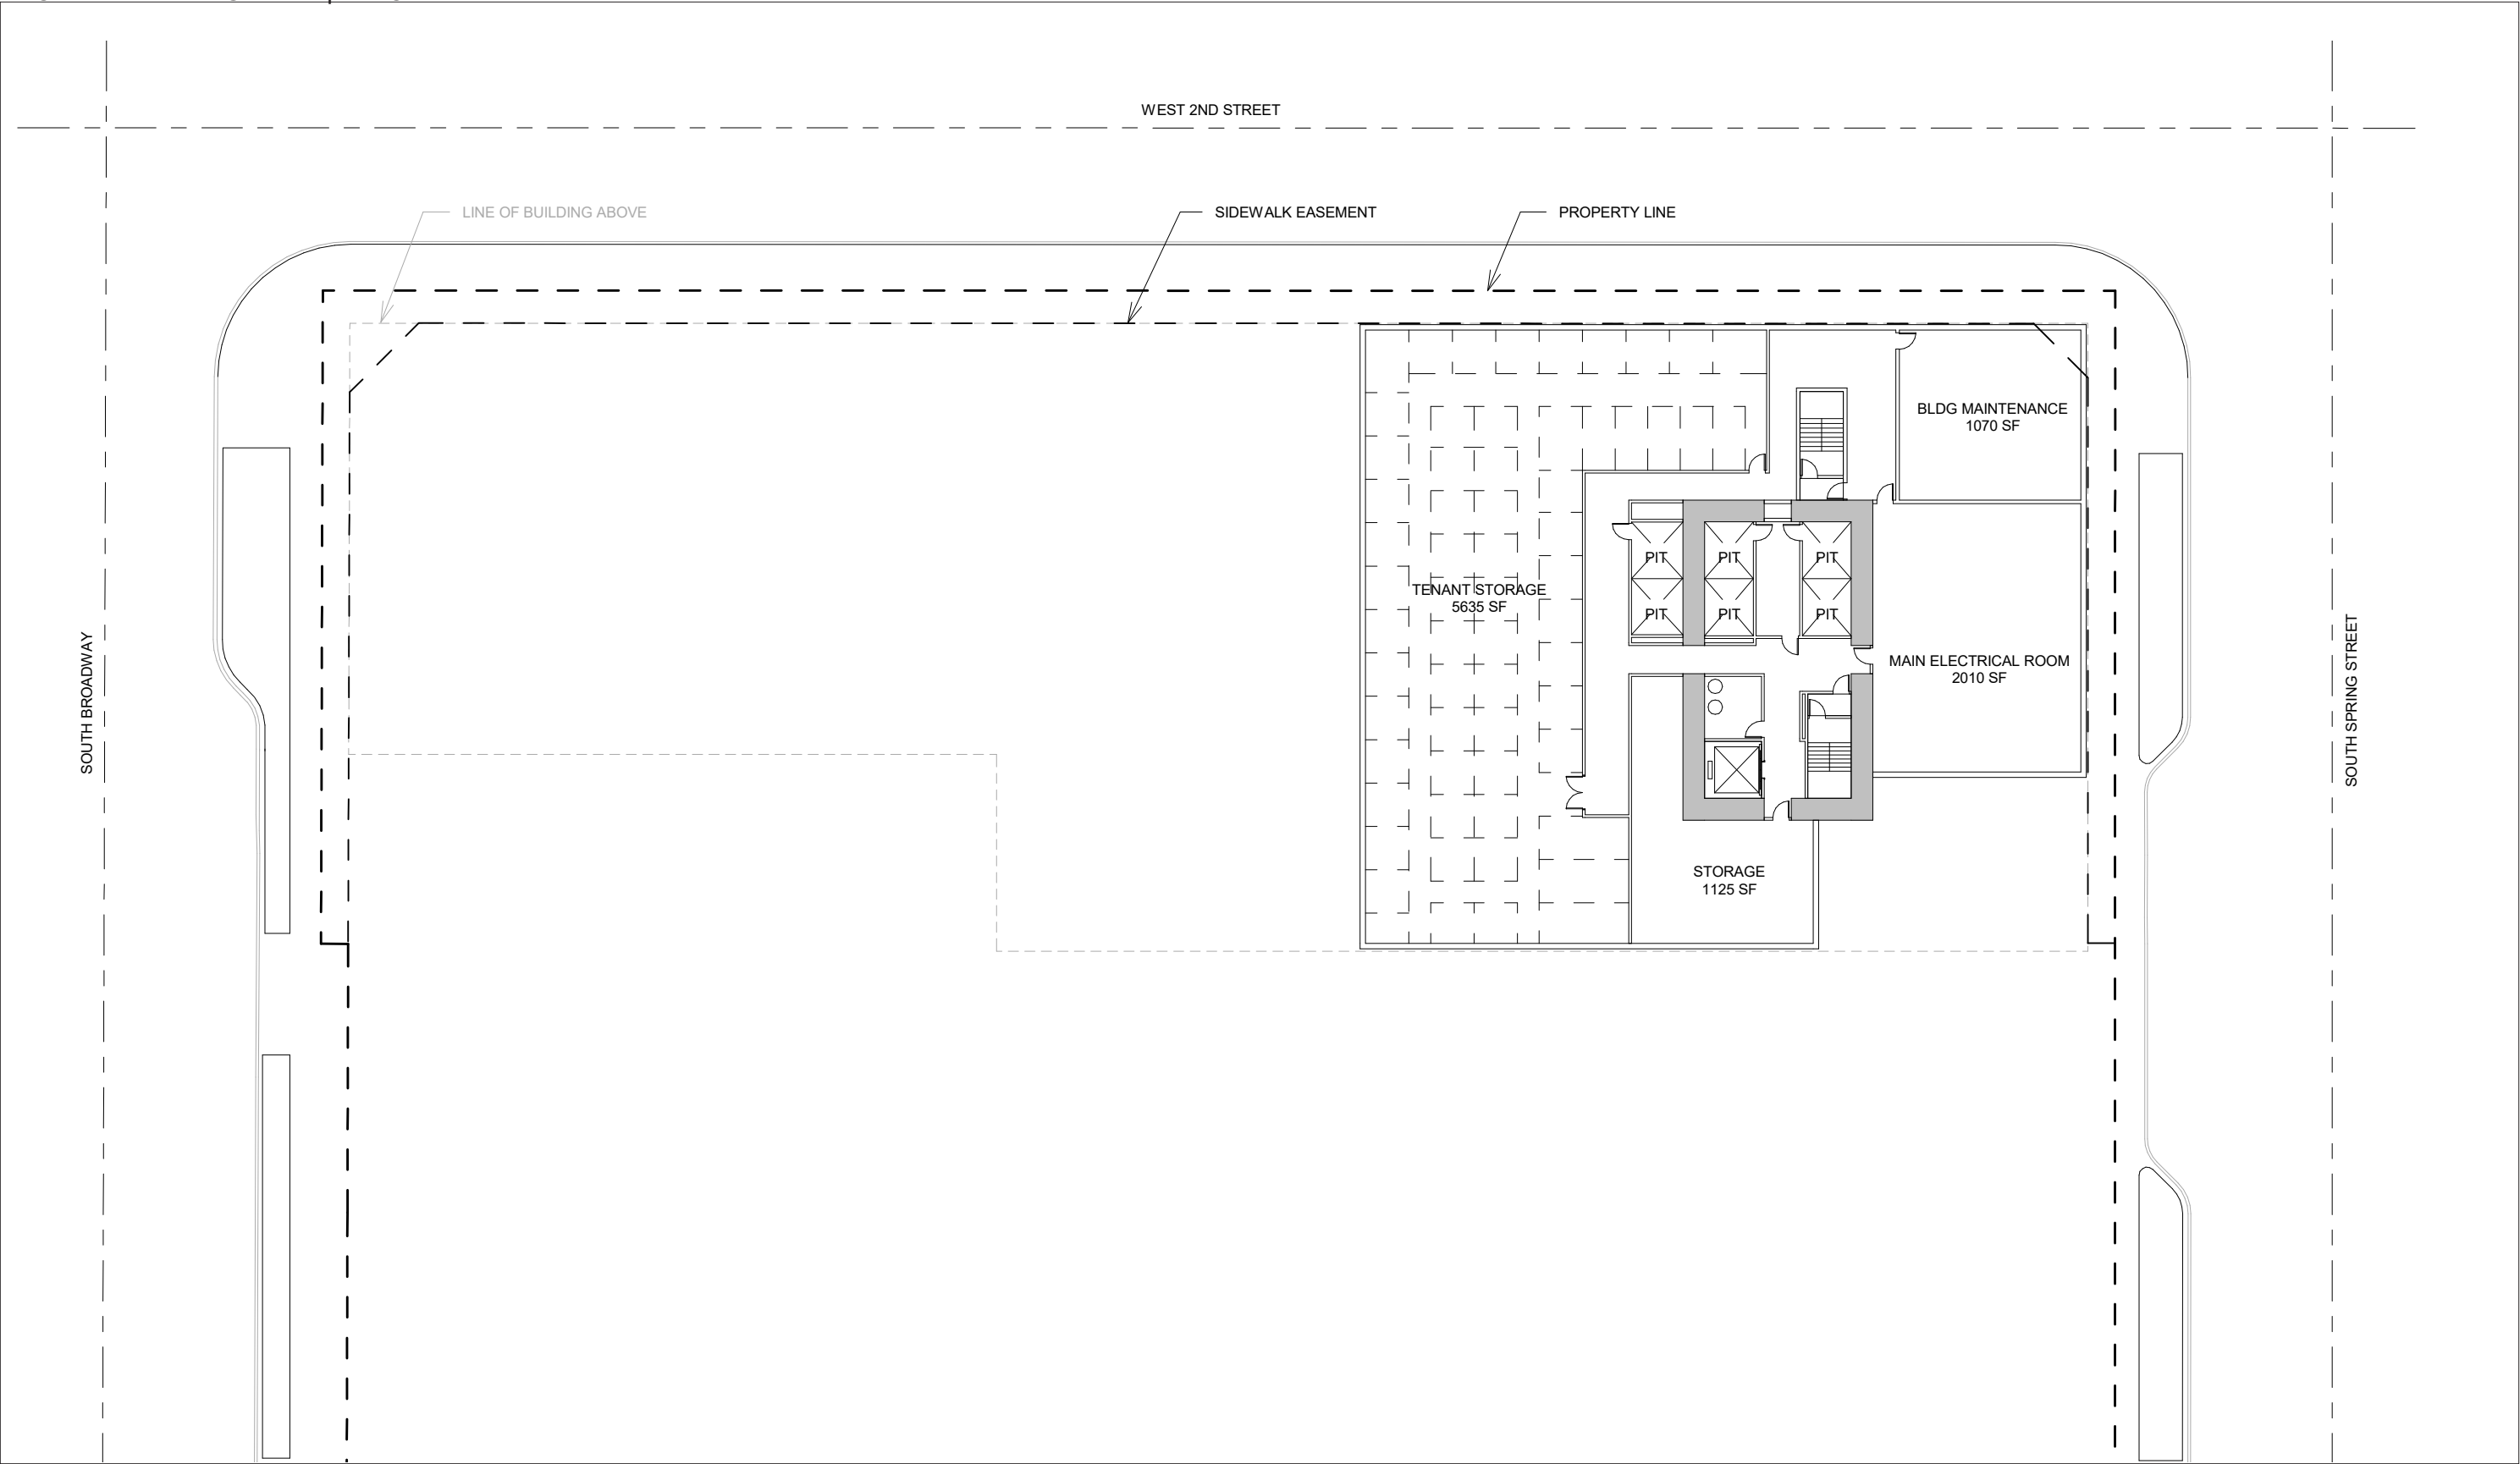 WEST 2ND STREET
LINE OF BUILDING ABOVE
SIDEWALK EASEMENT
PROPERTY LINE
BLDG MAINTENANCE
1070 SF
PIT
PIT
PIT
TENANT STORAGE
5635 SF
PIT
PIT
PIT
MAIN ELECTRICAL ROOM
2010 SF
SOUTH BROADWAY
SOUTH SPRING STREET
STORAGE
1125 SF